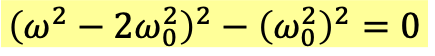 (ω² − 2ω₀²)² − (ω₀²)² = 0